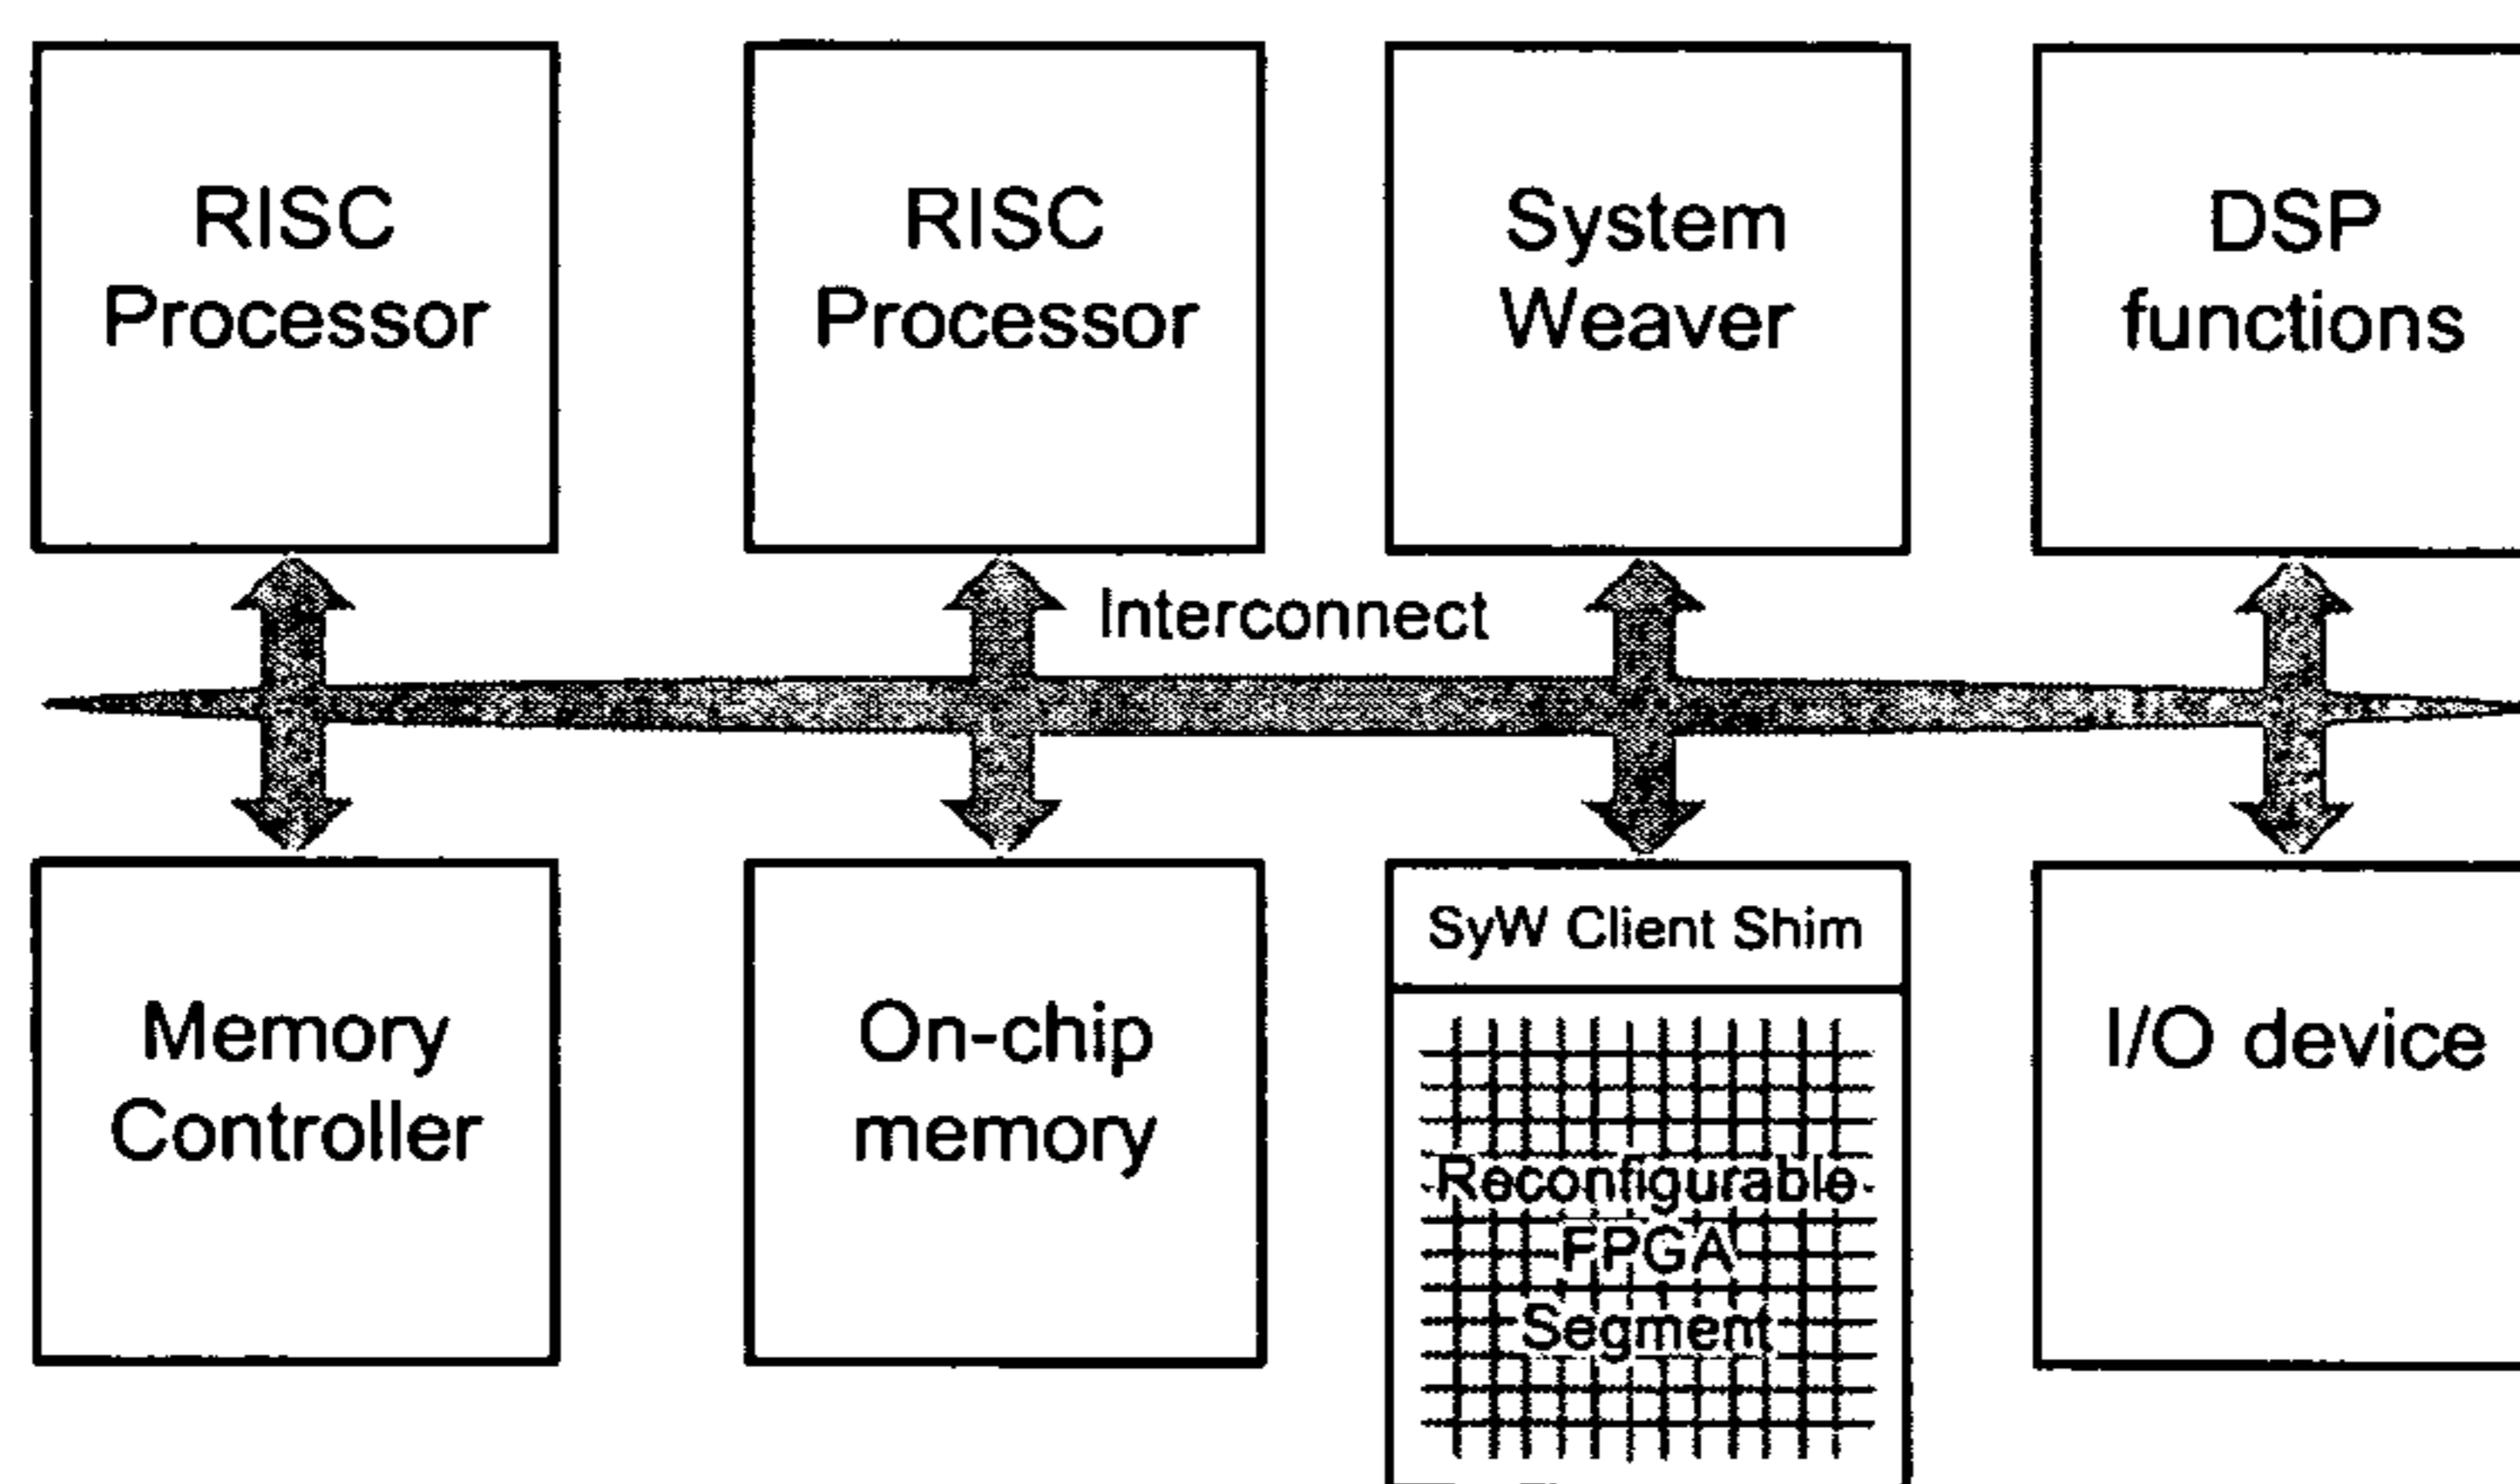 RISC
Processor
RISC
Processor
System
Weaver
DSP
functions
Interconnect
Memory
Controller
On-chip
memory
SyW Client Shim
Reconfigurable
FPGA
Segment
I/O device